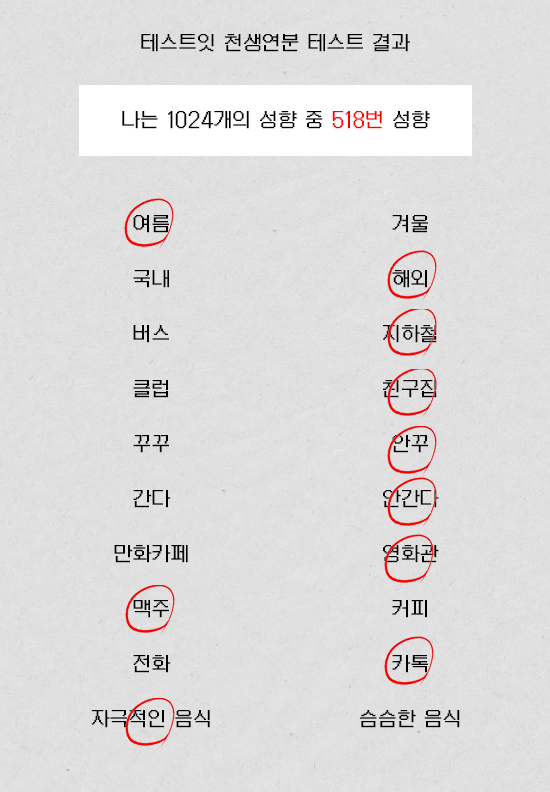 테스트잇 천생연분 테스트 결과
나는 1024개의 성향 중 518번 성향
여름 겨울
국내 해외
버스 지하철
클럽 친구집
꾸꾸 안꾸
간다 안간다
만화카페 영화관
맥주 커피
전화 카톡
자극적인 음식 슴슴한 음식